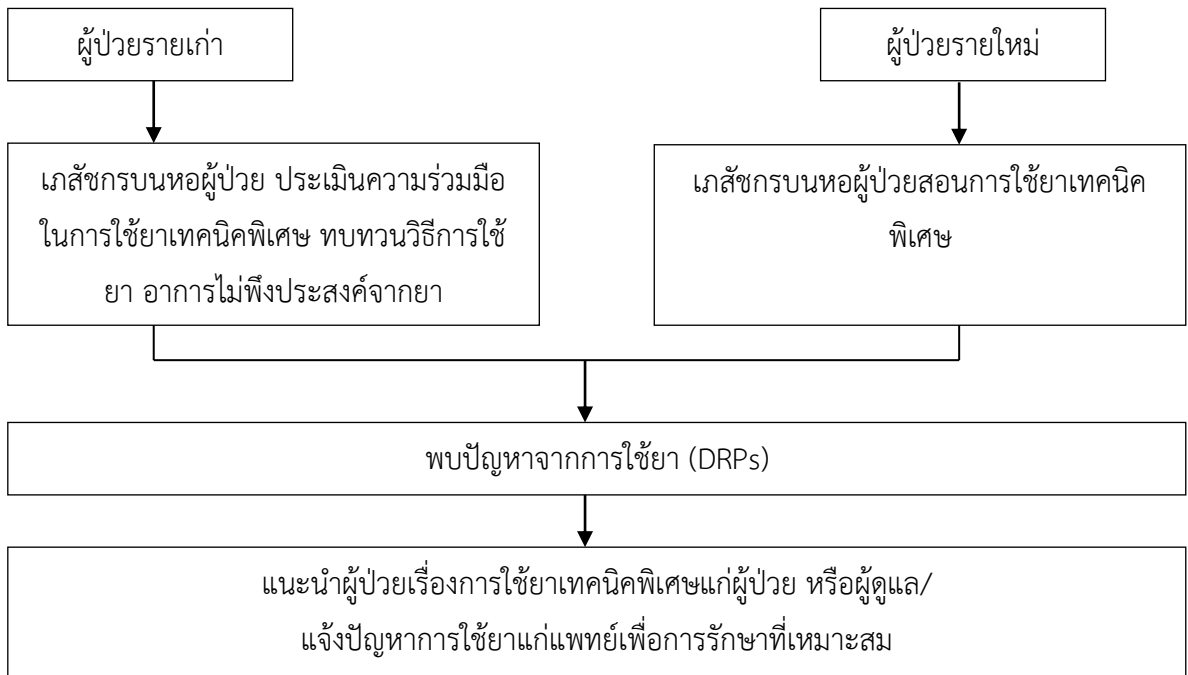 ผู้ป่วยรายเก่า
ผู้ป่วยรายใหม่
เภสัชกรบนหอผู้ป่วย ประเมินความร่วมมือ
ในการใช้ยาเทคนิคพิเศษ ทบทวนวิธีการใช้
ยา อาการไม่พึงประสงค์จากยา
เภสัชกรบนหอผู้ป่วยสอนการใช้ยาเทคนิค
พิเศษ
พบปัญหาจากการใช้ยา (DRPs)
แนะนำผู้ป่วยเรื่องการใช้ยาเทคนิคพิเศษแก่ผู้ป่วย หรือผู้ดูแล/
แจ้งปัญหาการใช้ยาแก่แพทย์เพื่อการรักษาที่เหมาะสม